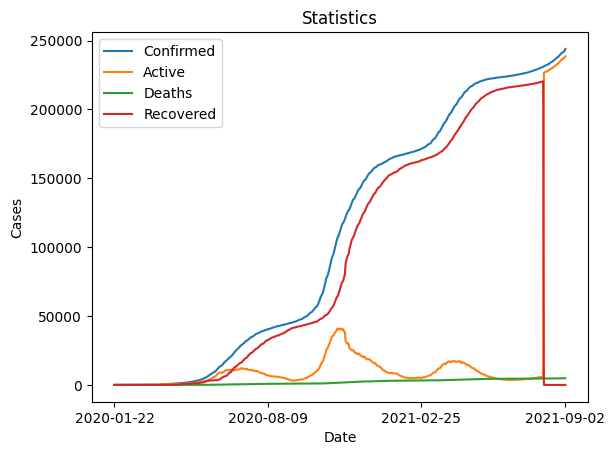 Statistics
250000
200000
150000
100000
50000
0
Cases
Confirmed
Active
Deaths
Recovered
2020-01-22
2020-08-09
2021-02-25
2021-09-02
Date